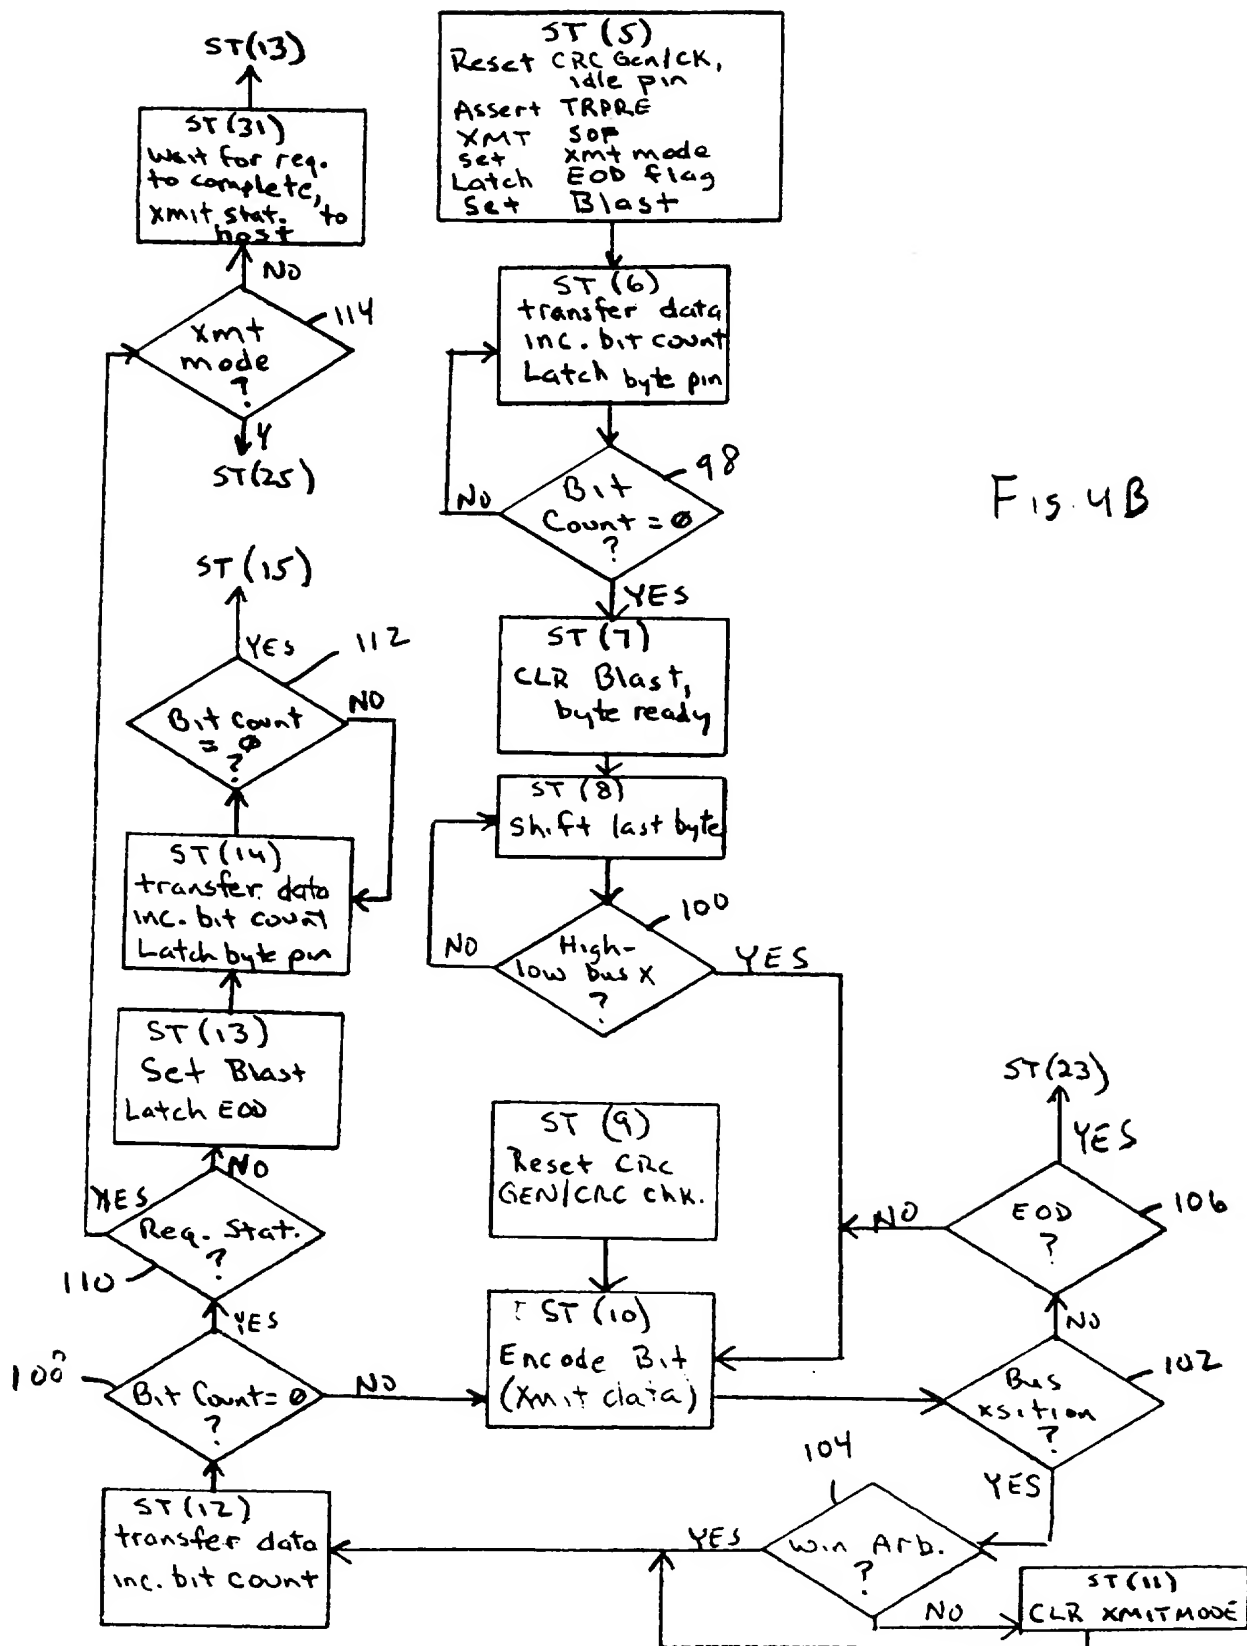 ST(13)
ST(31)
Wait for req.
to complete,
xmit stat. to
host
NO
xmt
mode
?
114
Y
ST(25)
ST(15)
YES
112
NO
Bit Count
= Ø
?
ST(14)
transfer data
inc. bit count
Latch byte pin
ST(13)
Set Blast
Latch EOD
NO
YES
Req. Stat.
?
110
YES
Bit Count = Ø
?
NO
ST(12)
transfer data
inc. bit count
ST (5)
Reset CRC Gen/CK,
idle pin
Assert TRPRE
XMT SOF
set xmt mode
Latch EOD flag
Set Blast
ST (6)
transfer data
inc. bit count
Latch byte pin
98
NO
Bit
Count = Ø
?
YES
ST (7)
CLR Blast,
byte ready
ST (8)
Shift last byte
100
NO
High-
low bus X
?
YES
ST (9)
Reset CRC
GEN/CRC chk.
ST (10)
Encode Bit
(xmit data)
Fig. 4B
ST(23)
YES
106
NO
EOD
?
NO
102
Bus
xsition
?
YES
104
YES
Win Arb.
?
NO
ST(11)
CLR XMITMODE